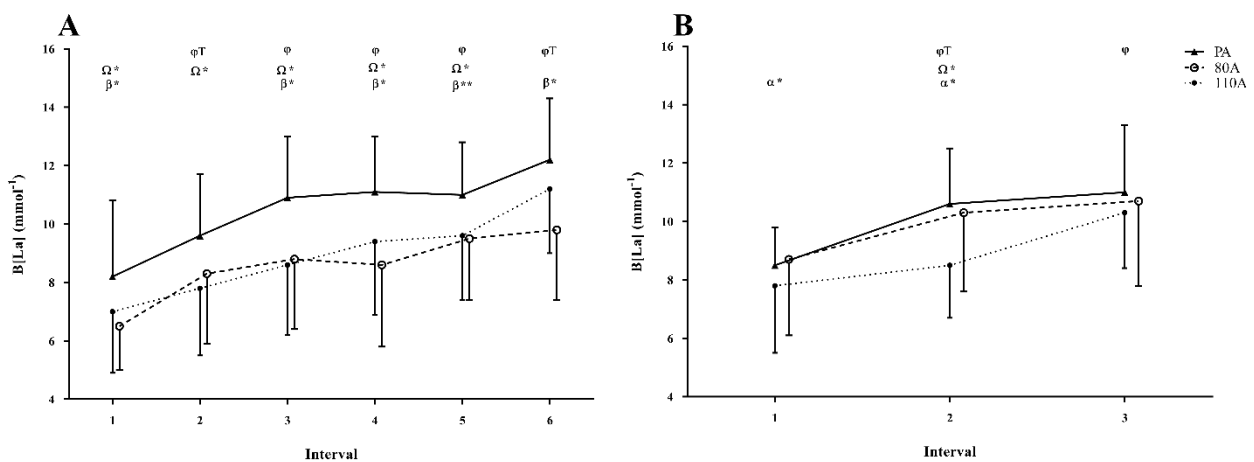 A
φT φ φ φ φT
Ω* Ω* Ω* Ω* Ω*
β* β* β* β** β*
16
14
12
10
8
6
4
B[La] (mmol⁻¹)
1 2 3 4 5 6
Interval
B
φT φ
Ω*
α* α*
16
14
12
10
8
6
4
B[La] (mmol⁻¹)
1 2 3
Interval
PA
80A
110A